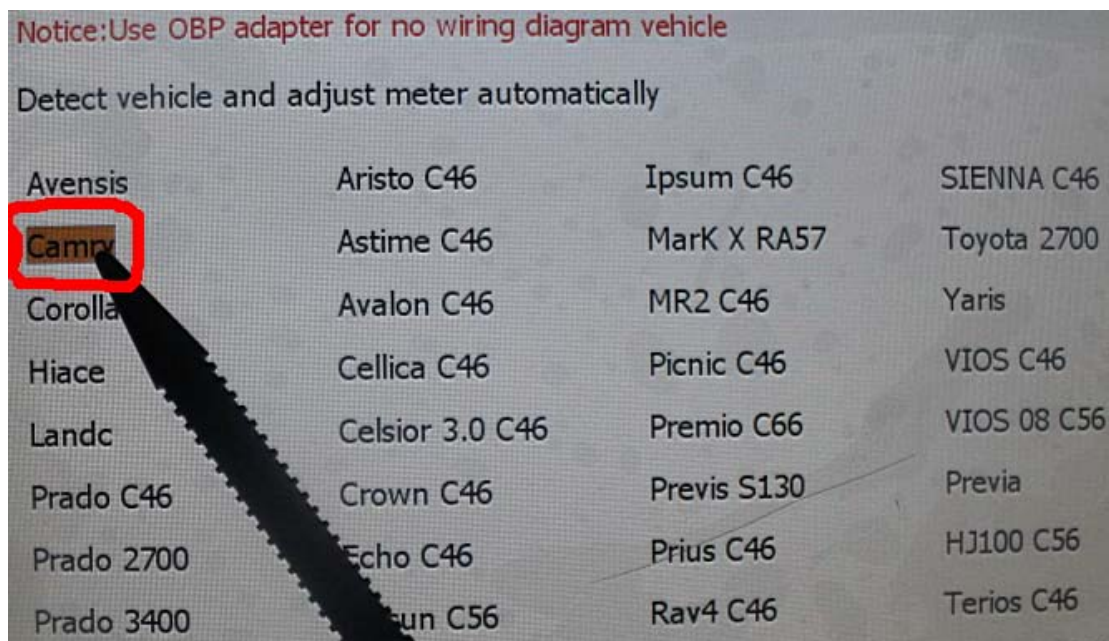 Notice:Use OBP adapter for no wiring diagram vehicle
Detect vehicle and adjust meter automatically
Avensis Aristo C46 Ipsum C46 SIENNA C46
Camry Astime C46 MarK X RA57 Toyota 2700
Corolla Avalon C46 MR2 C46 Yaris
Hiace Cellica C46 Picnic C46 VIOS C46
Landc Celsior 3.0 C46 Premio C66 VIOS 08 C56
Prado C46 Crown C46 Previs S130 Previa
Prado 2700 Echo C46 Prius C46 HJ100 C56
Prado 3400 C56 Rav4 C46 Terios C46